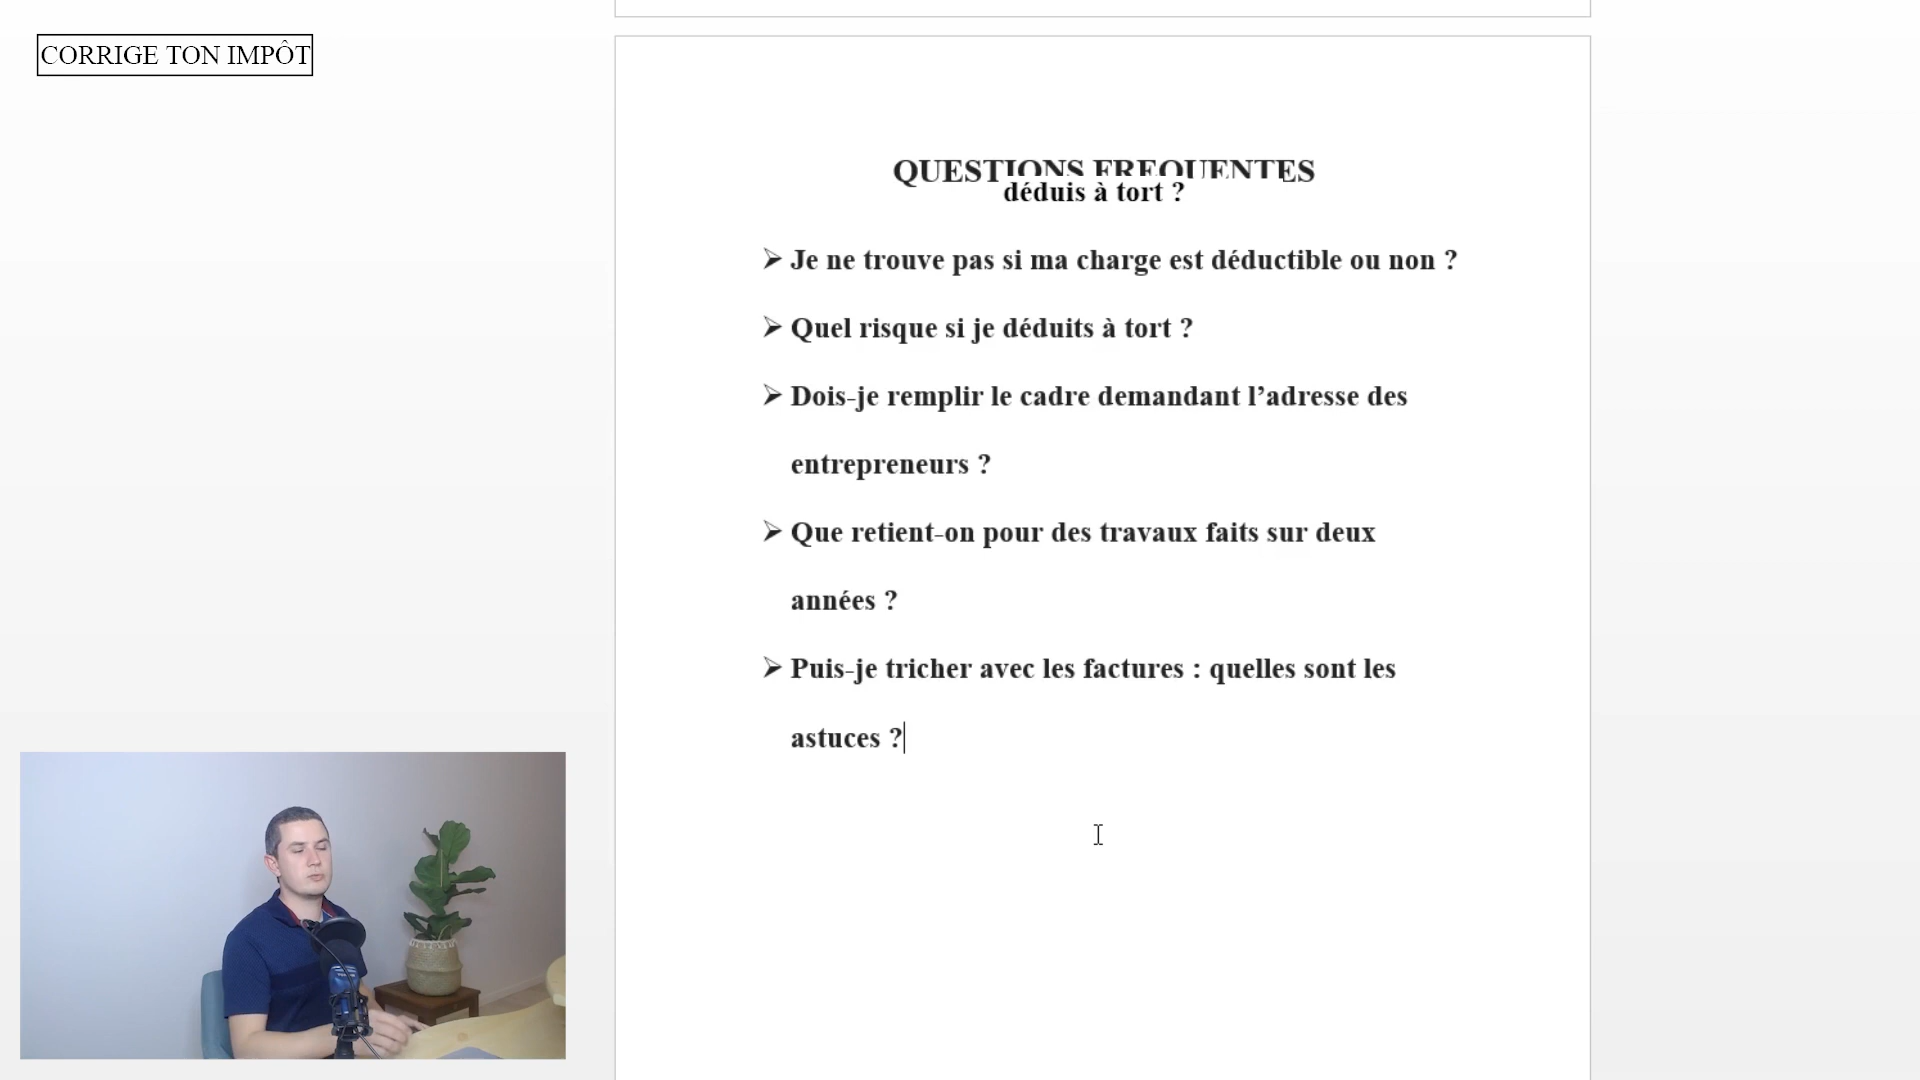 CORRIGE TON IMPÔT
QUESTIONS FREQUENTES
déduis à tort ?
➢ Je ne trouve pas si ma charge est déductible ou non ?
➢ Quel risque si je déduits à tort ?
➢ Dois-je remplir le cadre demandant l’adresse des
entrepreneurs ?
➢ Que retient-on pour des travaux faits sur deux
années ?
➢ Puis-je tricher avec les factures : quelles sont les
astuces ?